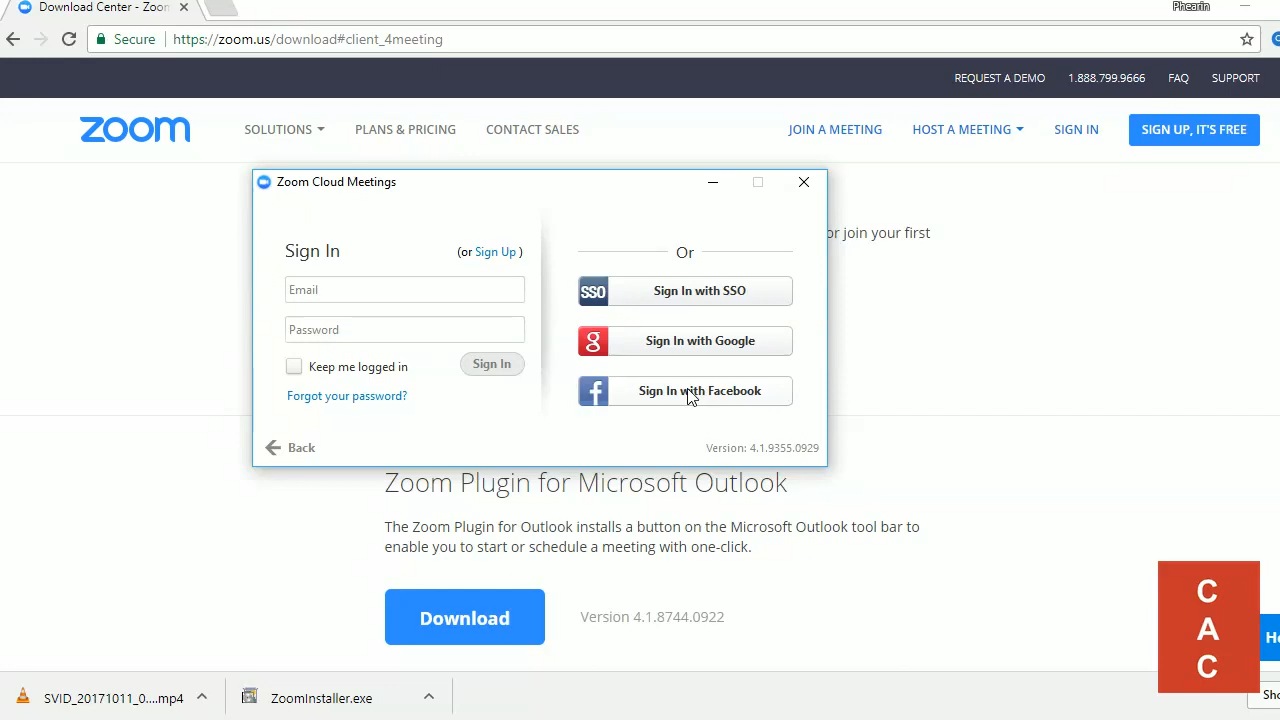 Download Center - Zoo
Phearin
Secure
https://zoom.us/download#client_4meeting
REQUEST A DEMO 1.888.799.9666 FAQ SUPPORT
zoom SOLUTIONS PLANS & PRICING CONTACT SALES JOIN A MEETING HOST A MEETING SIGN IN SIGN UP, IT'S FREE
Zoom Cloud Meetings
or join your first
Sign In (or Sign Up )
Email
Password
Keep me logged in Sign In
Forgot your password?
Or
SSO Sign In with SSO
g Sign In with Google
f Sign In with Facebook
Back
Version: 4.1.9355.0929
Zoom Plugin for Microsoft Outlook
The Zoom Plugin for Outlook installs a button on the Microsoft Outlook tool bar to
enable you to start or schedule a meeting with one-click.
Download Version 4.1.8744.0922
C
A
C
He
SVID_20171011_0....mp4 ZoomInstaller.exe
Sho